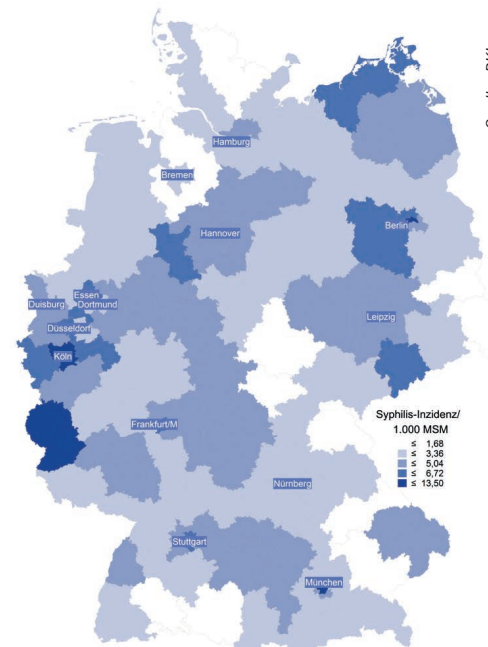 Hamburg
Bremen
Hannover
Berlin
Essen
Dortmund
Duisburg
Düsseldorf
Leipzig
Köln
Frankfurt/M
Syphilis-Inzidenz/
1.000 MSM
≤ 1,68
≤ 3,36
≤ 5,04
≤ 6,72
≤ 13,50
Nürnberg
Stuttgart
München